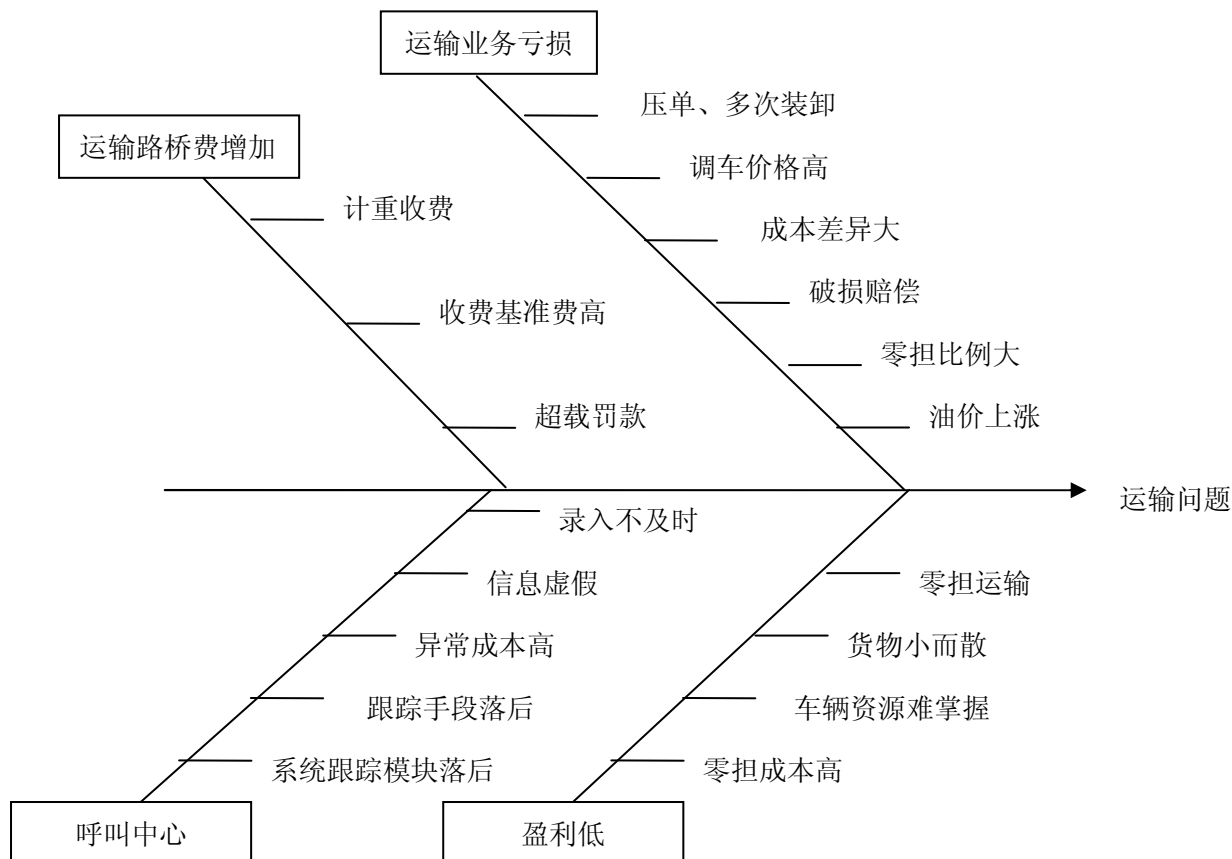 运输业务亏损
压单、多次装卸
运输路桥费增加
调车价格高
计重收费
成本差异大
破损赔偿
收费基准费高
零担比例大
超载罚款
油价上涨
运输问题
录入不及时
信息虚假
零担运输
异常成本高
货物小而散
跟踪手段落后
车辆资源难掌握
系统跟踪模块落后
零担成本高
呼叫中心
盈利低